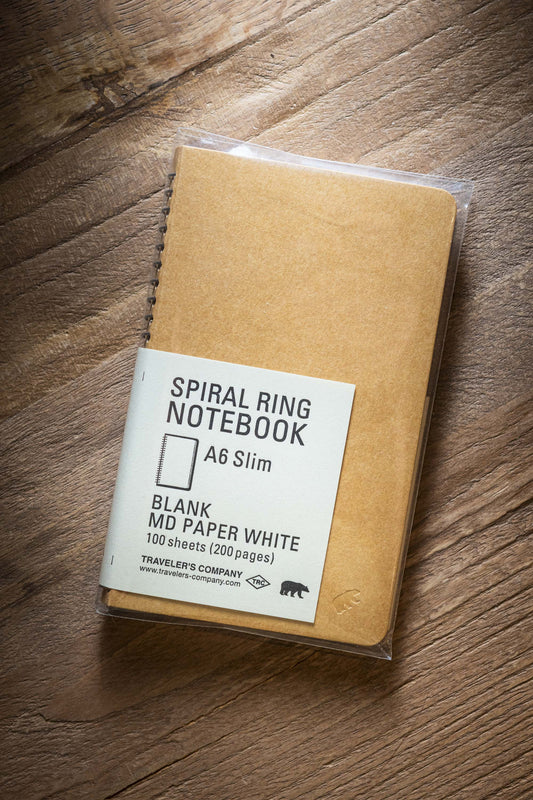 SPIRAL RING
NOTEBOOK
A6 Slim
BLANK
MD PAPER WHITE
100 sheets (200 pages)
TRAVELER'S COMPANY
www.travelers-company.com
TRC